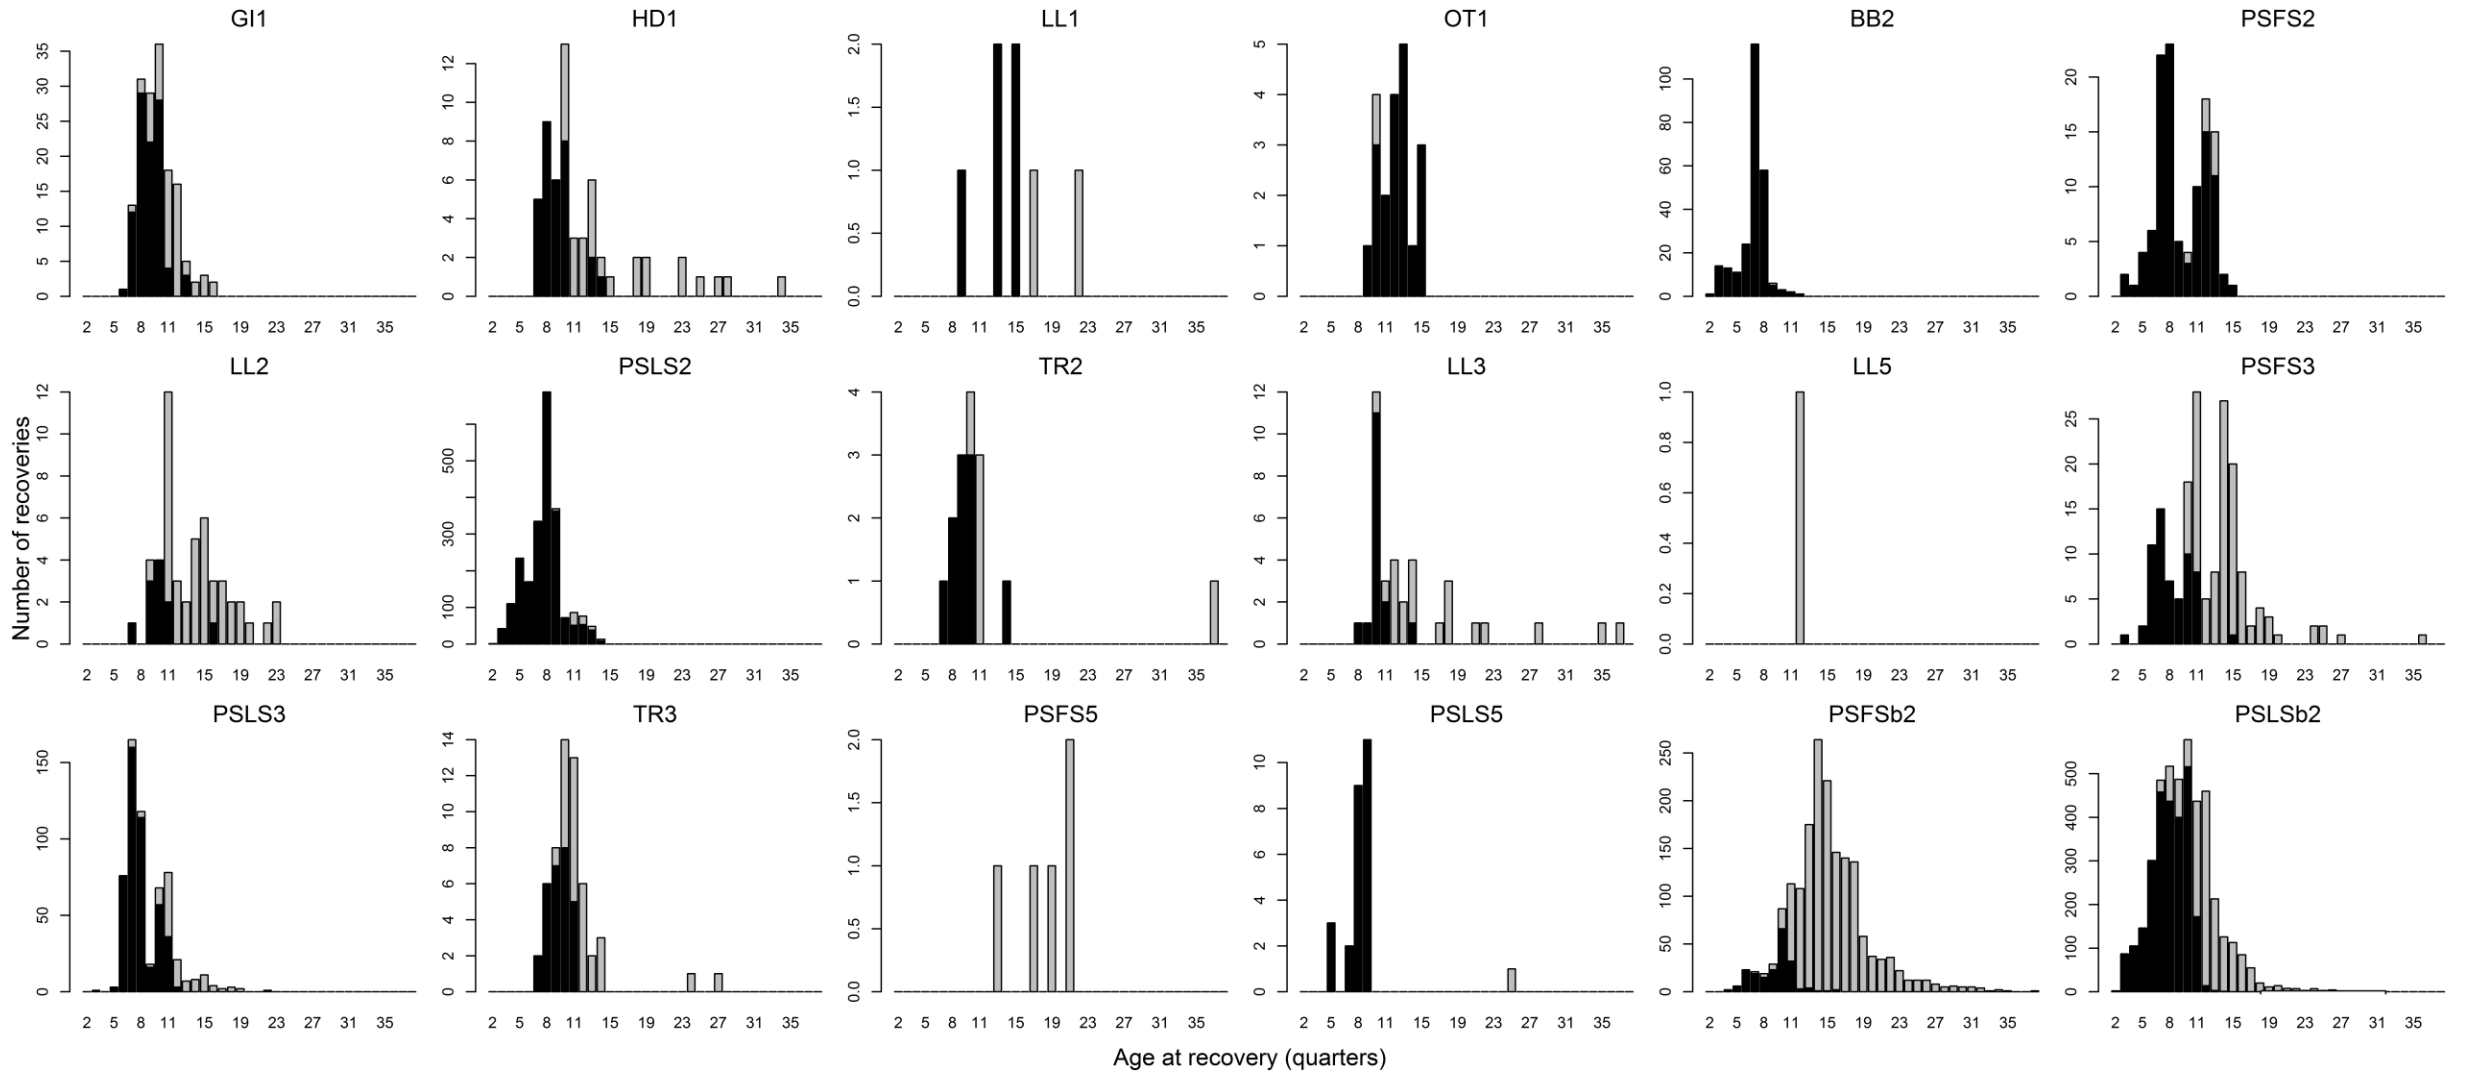 GI1 HD1 LL1 OT1 BB2 PSFS2
0 5 10 15 20 25 30 35
0 2 4 6 8 10 12
0.0 0.5 1.0 1.5 2.0
0 1 2 3 4 5
0 20 40 60 80 100
0 5 10 15 20
2 5 8 11 15 19 23 27 31 35
2 5 8 11 15 19 23 27 31 35
2 5 8 11 15 19 23 27 31 35
2 5 8 11 15 19 23 27 31 35
2 5 8 11 15 19 23 27 31 35
2 5 8 11 15 19 23 27 31 35
Number of recoveries
LL2 PSLS2 TR2 LL3 LL5 PSFS3
0 2 4 6 8 10 12
0 100 300 500
0 1 2 3 4
0 2 4 6 8 10 12
0.0 0.2 0.4 0.6 0.8 1.0
0 5 10 15 20 25
2 5 8 11 15 19 23 27 31 35
2 5 8 11 15 19 23 27 31 35
2 5 8 11 15 19 23 27 31 35
2 5 8 11 15 19 23 27 31 35
2 5 8 11 15 19 23 27 31 35
2 5 8 11 15 19 23 27 31 35
PSLS3 TR3 PSFS5 PSLS5 PSFSb2 PSLSb2
0 50 100 150
0 2 4 6 8 10 12 14
0.0 0.5 1.0 1.5 2.0
0 2 4 6 8 10
0 50 100 150 200 250
0 100 200 300 400 500
2 5 8 11 15 19 23 27 31 35
2 5 8 11 15 19 23 27 31 35
2 5 8 11 15 19 23 27 31 35
2 5 8 11 15 19 23 27 31 35
2 5 8 11 15 19 23 27 31 35
2 5 8 11 15 19 23 27 31 35
Age at recovery (quarters)